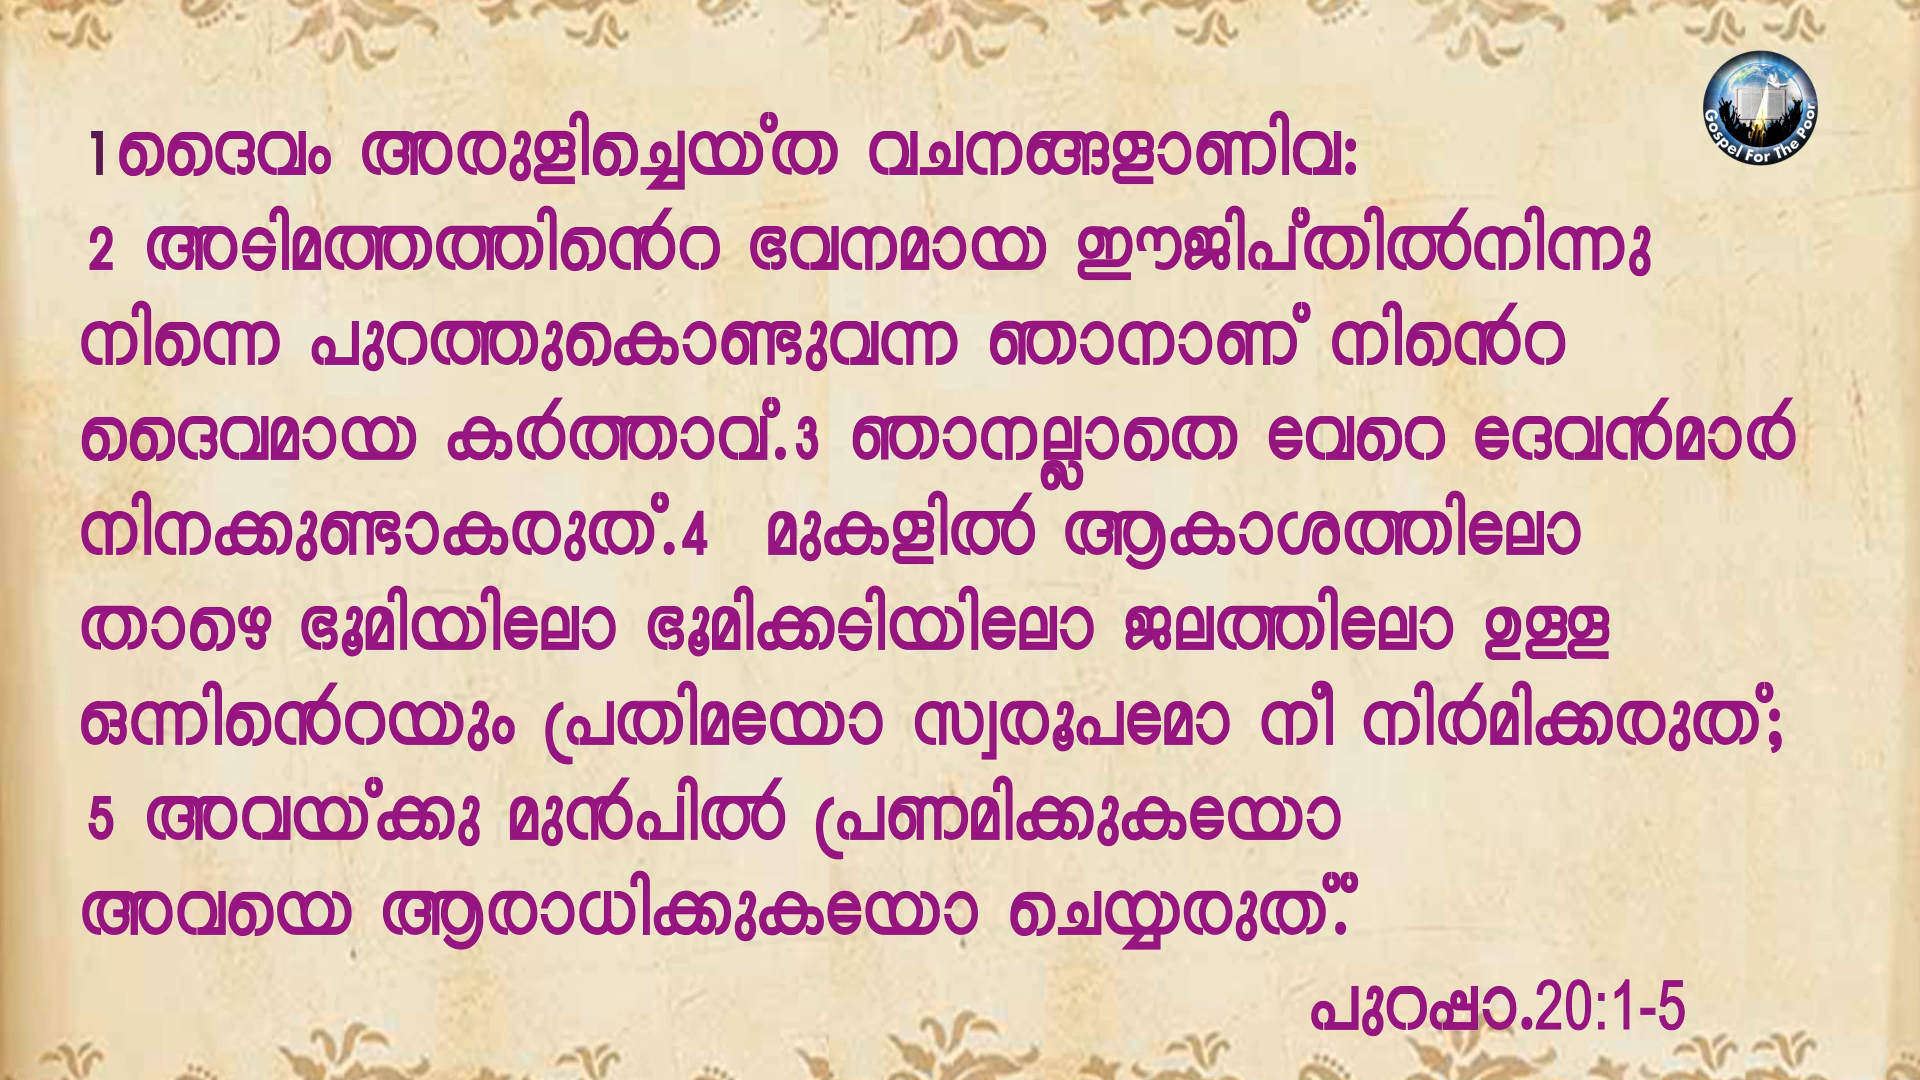 Gospel For The Poor
1ദൈവം അരുളിച്ചെയ്ത വചനങ്ങളാണിവ:
2 അടിമത്തത്തിൻെറ ഭവനമായ ഈജിപ്തിൽനിന്നു
നിന്നെ പുറത്തുകൊണ്ടുവന്ന ഞാനാണ് നിൻെറ
ദൈവമായ കർത്താവ്.3 ഞാനല്ലാതെ വേറെ ദേവൻമാർ
നിനക്കുണ്ടാകരുത്.4 മുകളിൽ ആകാശത്തിലോ
താഴെ ഭൂമിയിലോ ഭൂമിക്കടിയിലോ ജലത്തിലോ ഉള്ള
ഒന്നിൻെറയും പ്രതിമയോ സ്വരൂപമോ നീ നിർമിക്കരുത്;
5 അവയ്ക്കു മുൻപിൽ പ്രണമിക്കുകയോ
അവയെ ആരാധിക്കുകയോ ചെയ്യരുത്്.
പുറപ്പാ.20:1-5